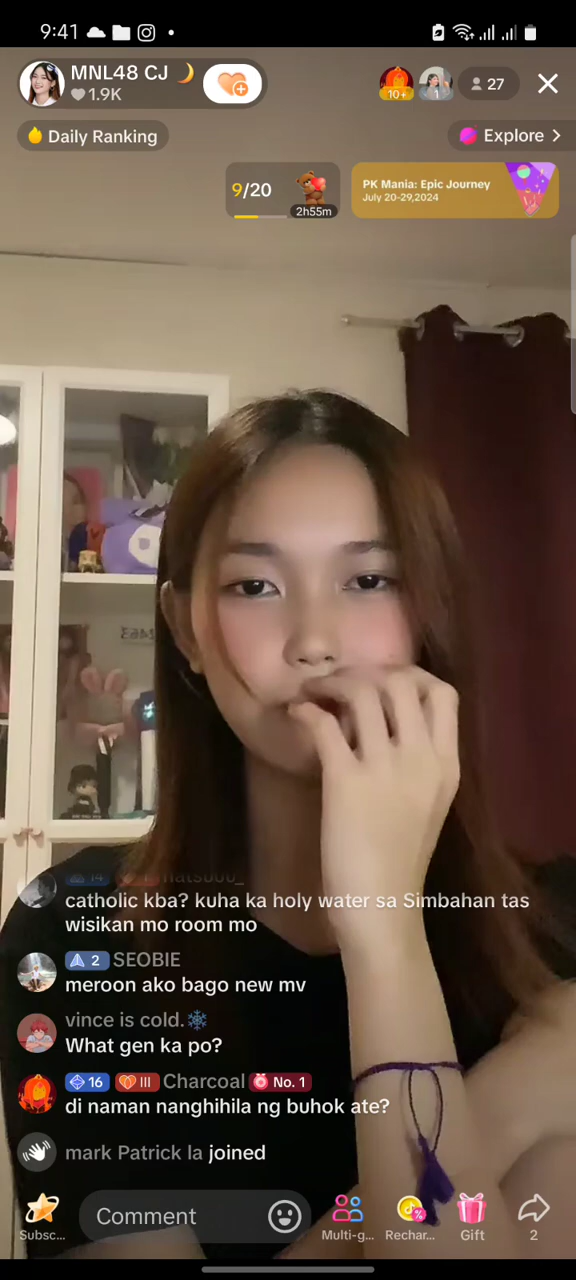 9:41
MNL48 CJ
1.9K
10+
1
27
Daily Ranking
Explore >
9/20
2h55m
PK Mania: Epic Journey
July 20-29,2024
catholic kba? kuha ka holy water sa Simbahan tas
wisikan mo room mo
2 SEOBIE
meroon ako bago new mv
vince is cold.
What gen ka po?
16 III Charcoal No. 1
di naman nanghihila ng buhok ate?
mark Patrick la joined
Subsc...
Comment
Multi-g...
Rechar...
Gift
2